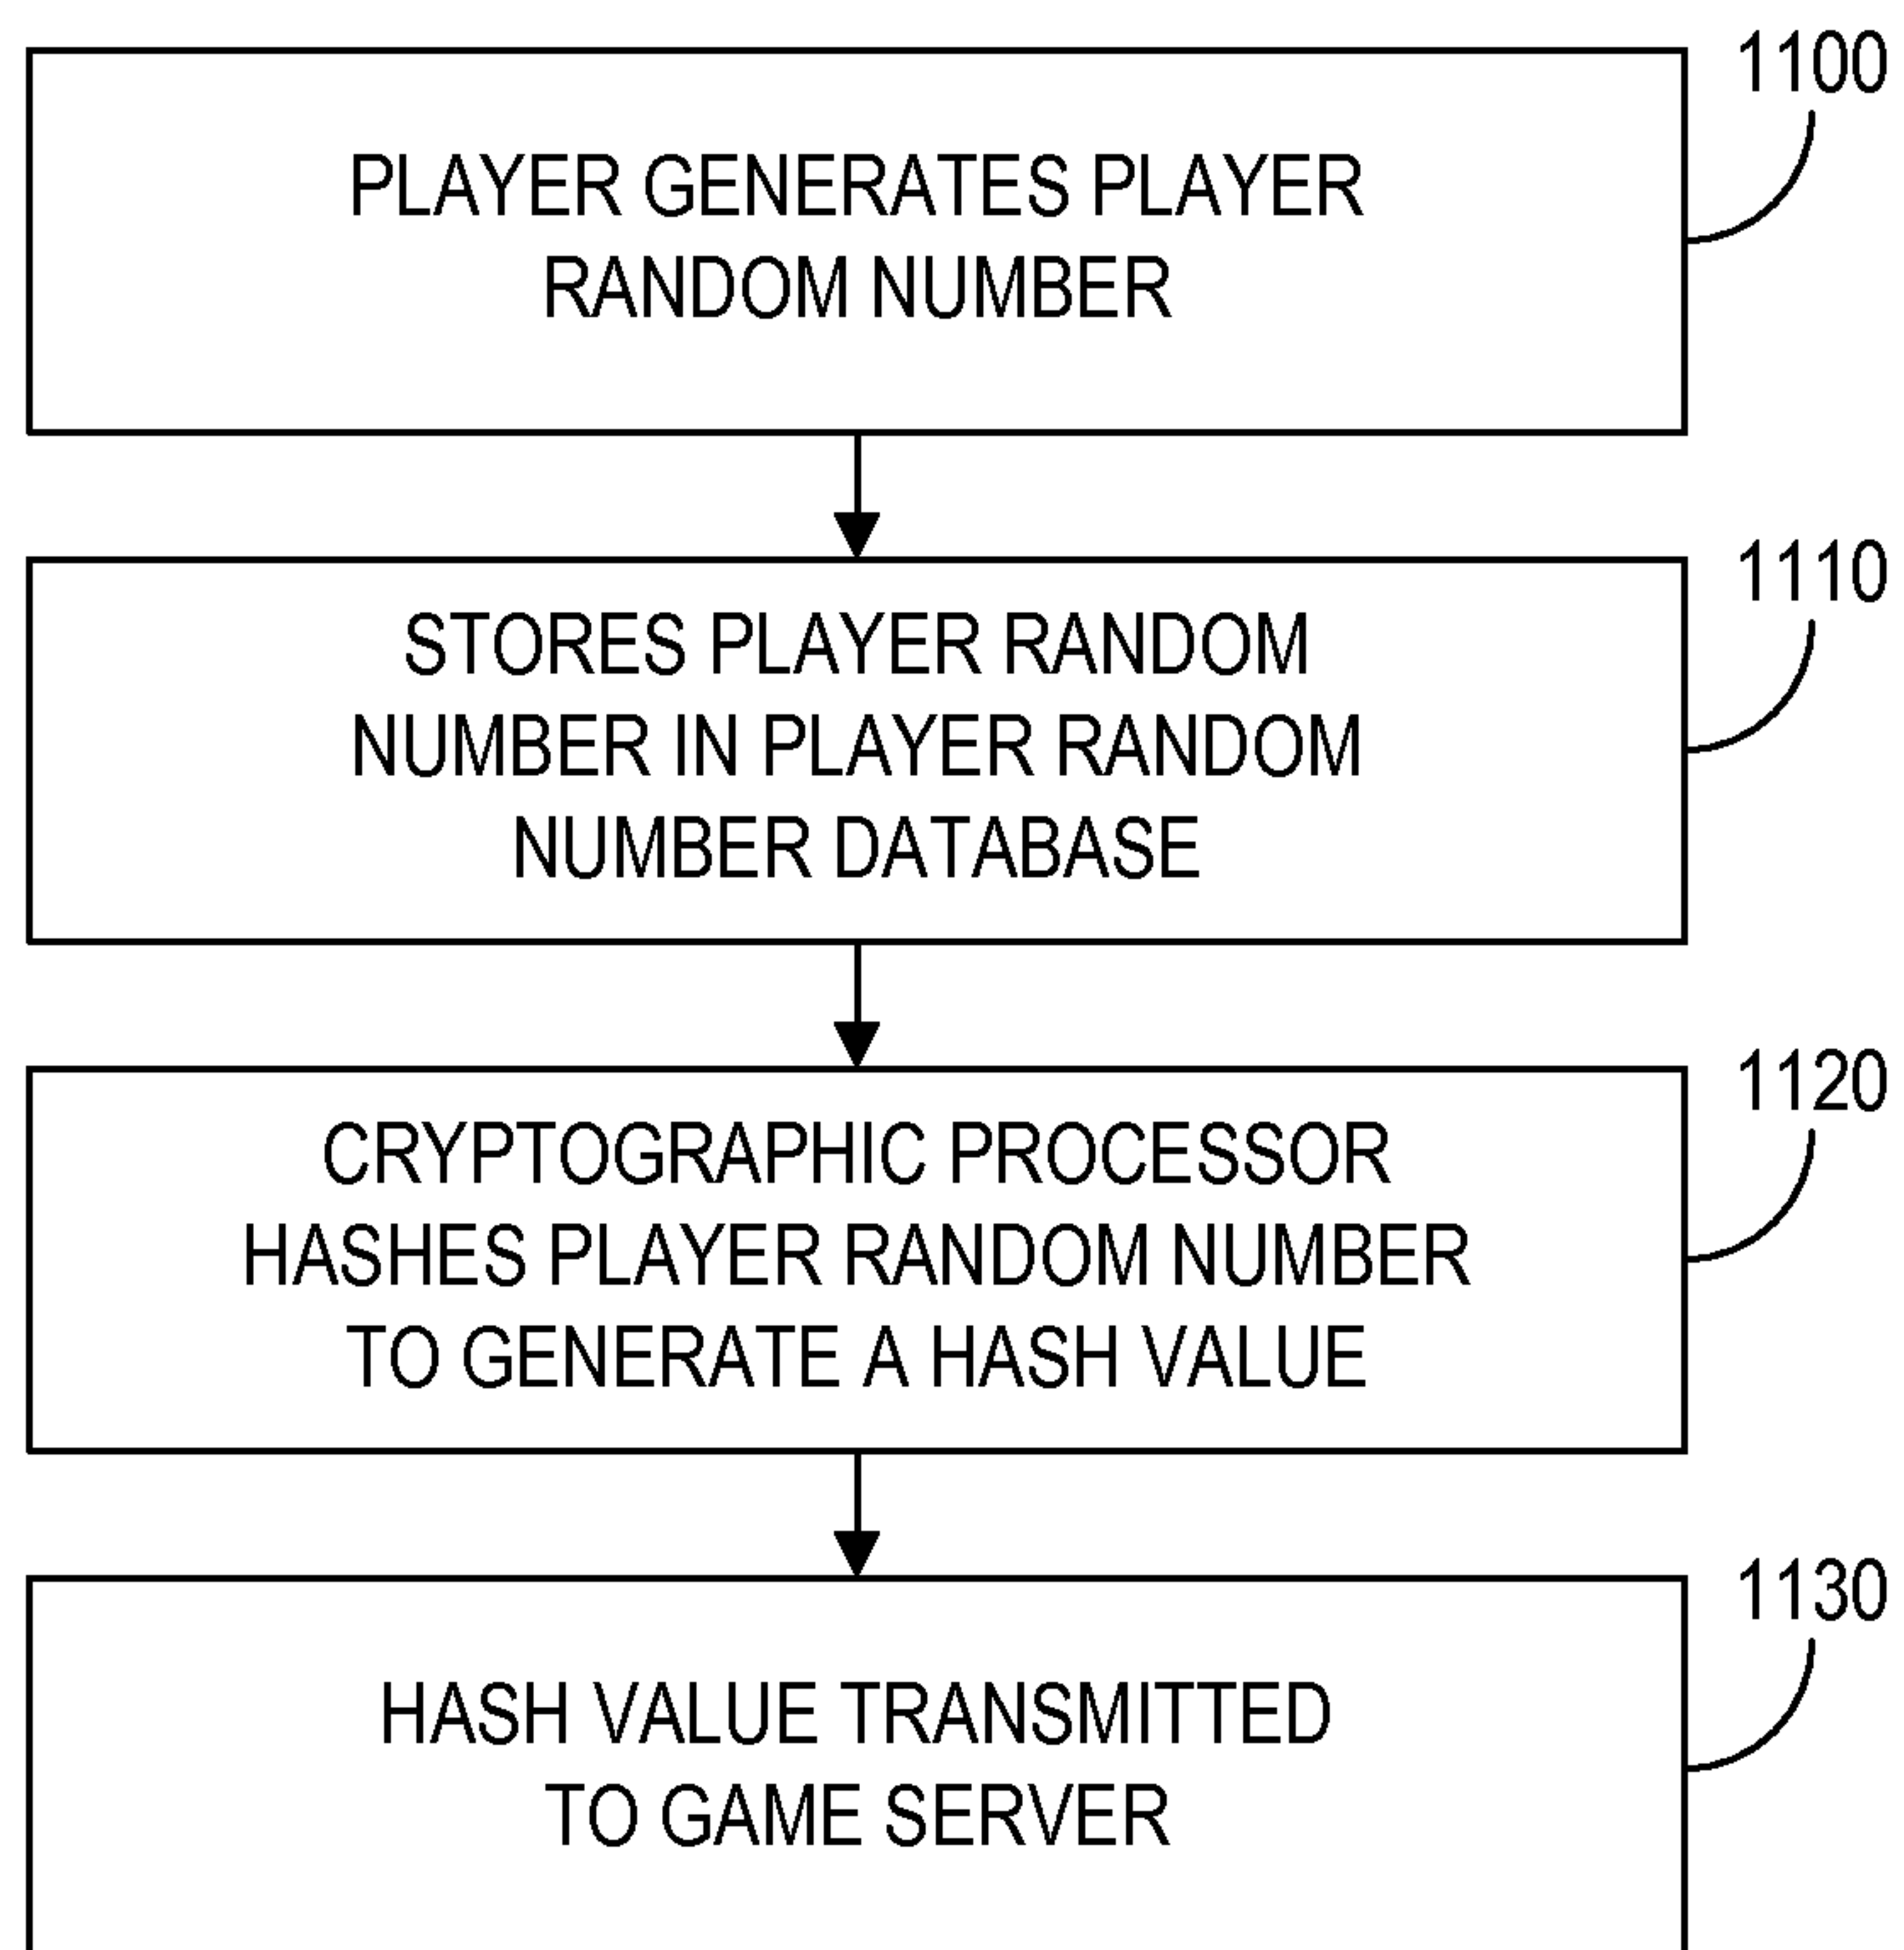 1100
PLAYER GENERATES PLAYER
RANDOM NUMBER
1110
STORES PLAYER RANDOM
NUMBER IN PLAYER RANDOM
NUMBER DATABASE
1120
CRYPTOGRAPHIC PROCESSOR
HASHES PLAYER RANDOM NUMBER
TO GENERATE A HASH VALUE
1130
HASH VALUE TRANSMITTED
TO GAME SERVER